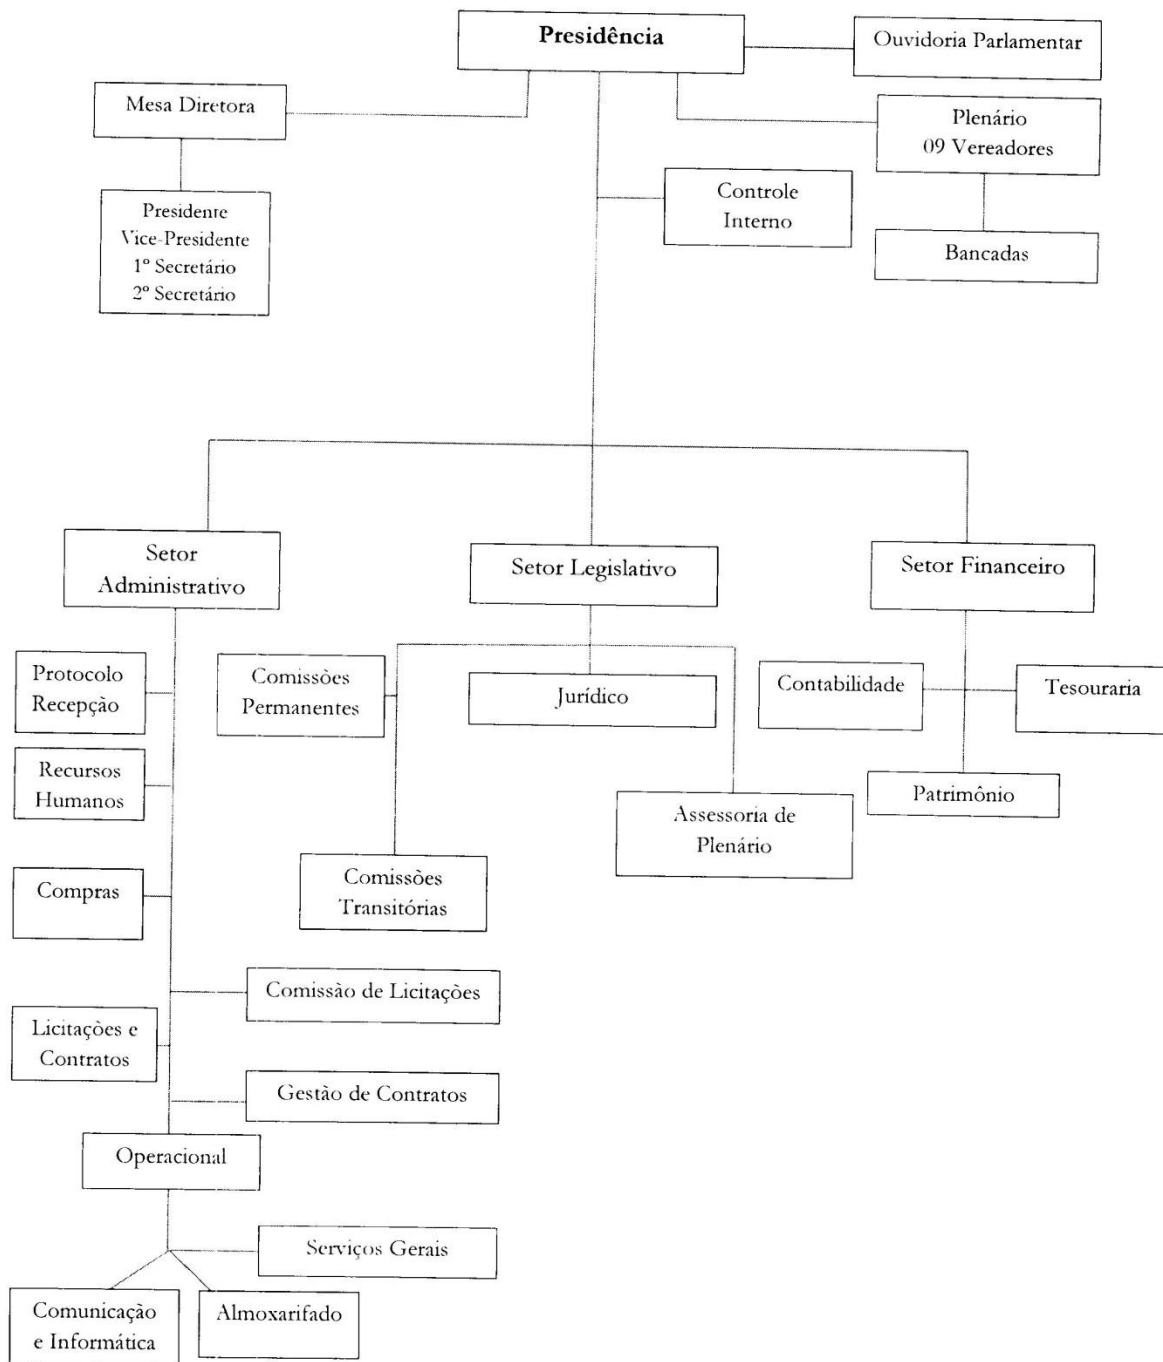 Presidência
Ouvidoria Parlamentar
Mesa Diretora
Plenário
09 Vereadores
Controle
Interno
Presidente
Vice-Presidente
1º Secretário
2º Secretário
Bancadas
Setor
Administrativo
Setor Legislativo
Setor Financeiro
Protocolo
Recepção
Comissões
Permanentes
Jurídico
Contabilidade
Tesouraria
Recursos
Humanos
Patrimônio
Assessoria de
Plenário
Compras
Comissões
Transitórias
Comissão de Licitações
Licitações e
Contratos
Gestão de Contratos
Operacional
Serviços Gerais
Comunicação
e Informática
Almoxarifado